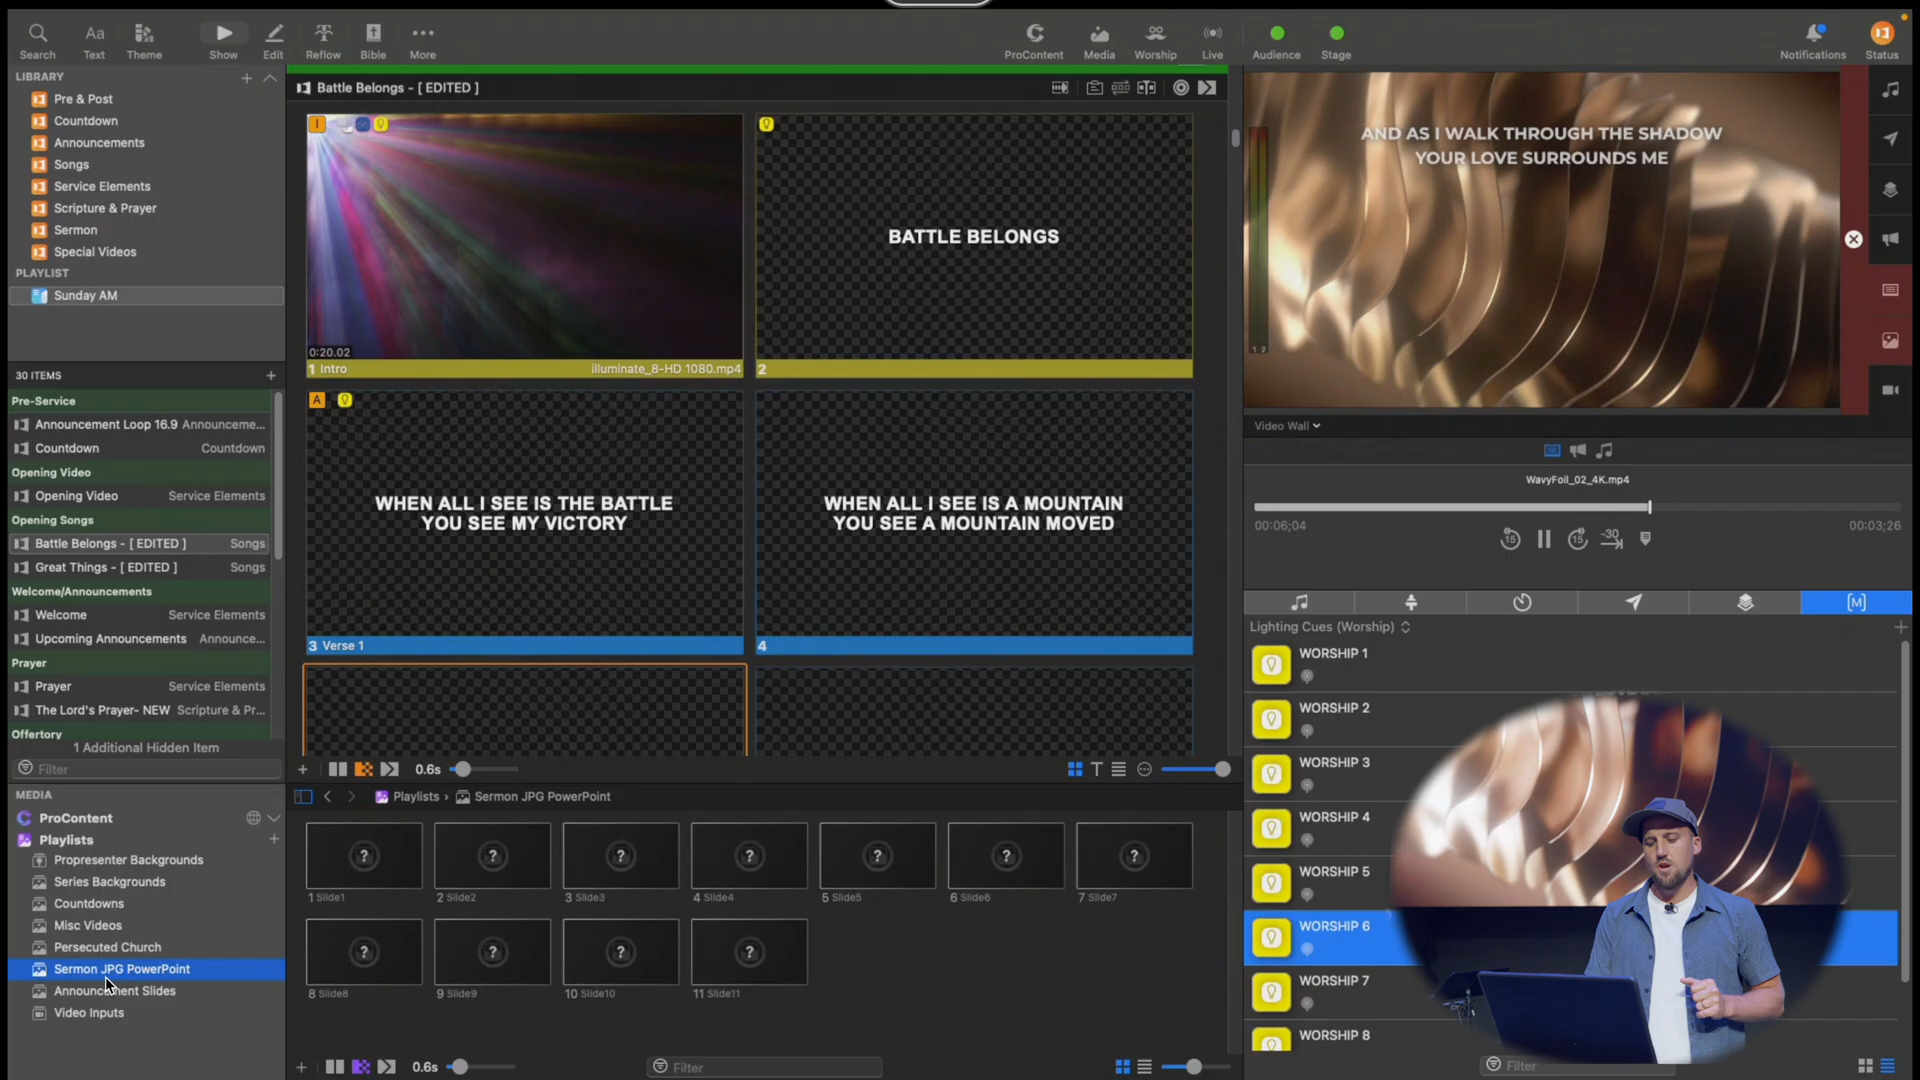 Search
Text
Theme
Show
Edit
Reflow
Bible
More
ProContent
Media
Worship
Live
Audience
Stage
Notifications
Status
LIBRARY
Pre & Post
Countdown
Announcements
Songs
Service Elements
Scripture & Prayer
Sermon
Special Videos
PLAYLIST
Sunday AM
30 ITEMS
Pre-Service
Announcement Loop 16.9 Announceme...
Countdown Countdown
Opening Video
Opening Video Service Elements
Opening Songs
Battle Belongs - [ EDITED ] Songs
Great Things - [ EDITED ] Songs
Welcome/Announcements
Welcome Service Elements
Upcoming Announcements Announce...
Prayer
Prayer Service Elements
The Lord's Prayer- NEW Scripture & Pr...
Offertory
1 Additional Hidden Item
Filter
MEDIA
ProContent
Playlists
Propresenter Backgrounds
Series Backgrounds
Countdowns
Misc Videos
Persecuted Church
Sermon JPG PowerPoint
Announcement Slides
Video Inputs
Battle Belongs - [ EDITED ]
I
0:20.02
1 Intro illuminate_8-HD 1080.mp4
BATTLE BELONGS
2
A
WHEN ALL I SEE IS THE BATTLE
YOU SEE MY VICTORY
3 Verse 1
WHEN ALL I SEE IS A MOUNTAIN
YOU SEE A MOUNTAIN MOVED
4
0.6s
Playlists › Sermon JPG PowerPoint
? ? ? ? ? ? ?
1 Slide1 2 Slide2 3 Slide3 4 Slide4 5 Slide5 6 Slide6 7 Slide7
? ? ? ?
8 Slide8 9 Slide9 10 Slide10 11 Slide11
0.6s
Filter
AND AS I WALK THROUGH THE SHADOW
YOUR LOVE SURROUNDS ME
1 2
Video Wall
WavyFoil_02_4K.mp4
00:06;04 00:03;26
15 15 -30
[M]
Lighting Cues (Worship)
WORSHIP 1
WORSHIP 2
WORSHIP 3
WORSHIP 4
WORSHIP 5
WORSHIP 6
WORSHIP 7
WORSHIP 8
Filter